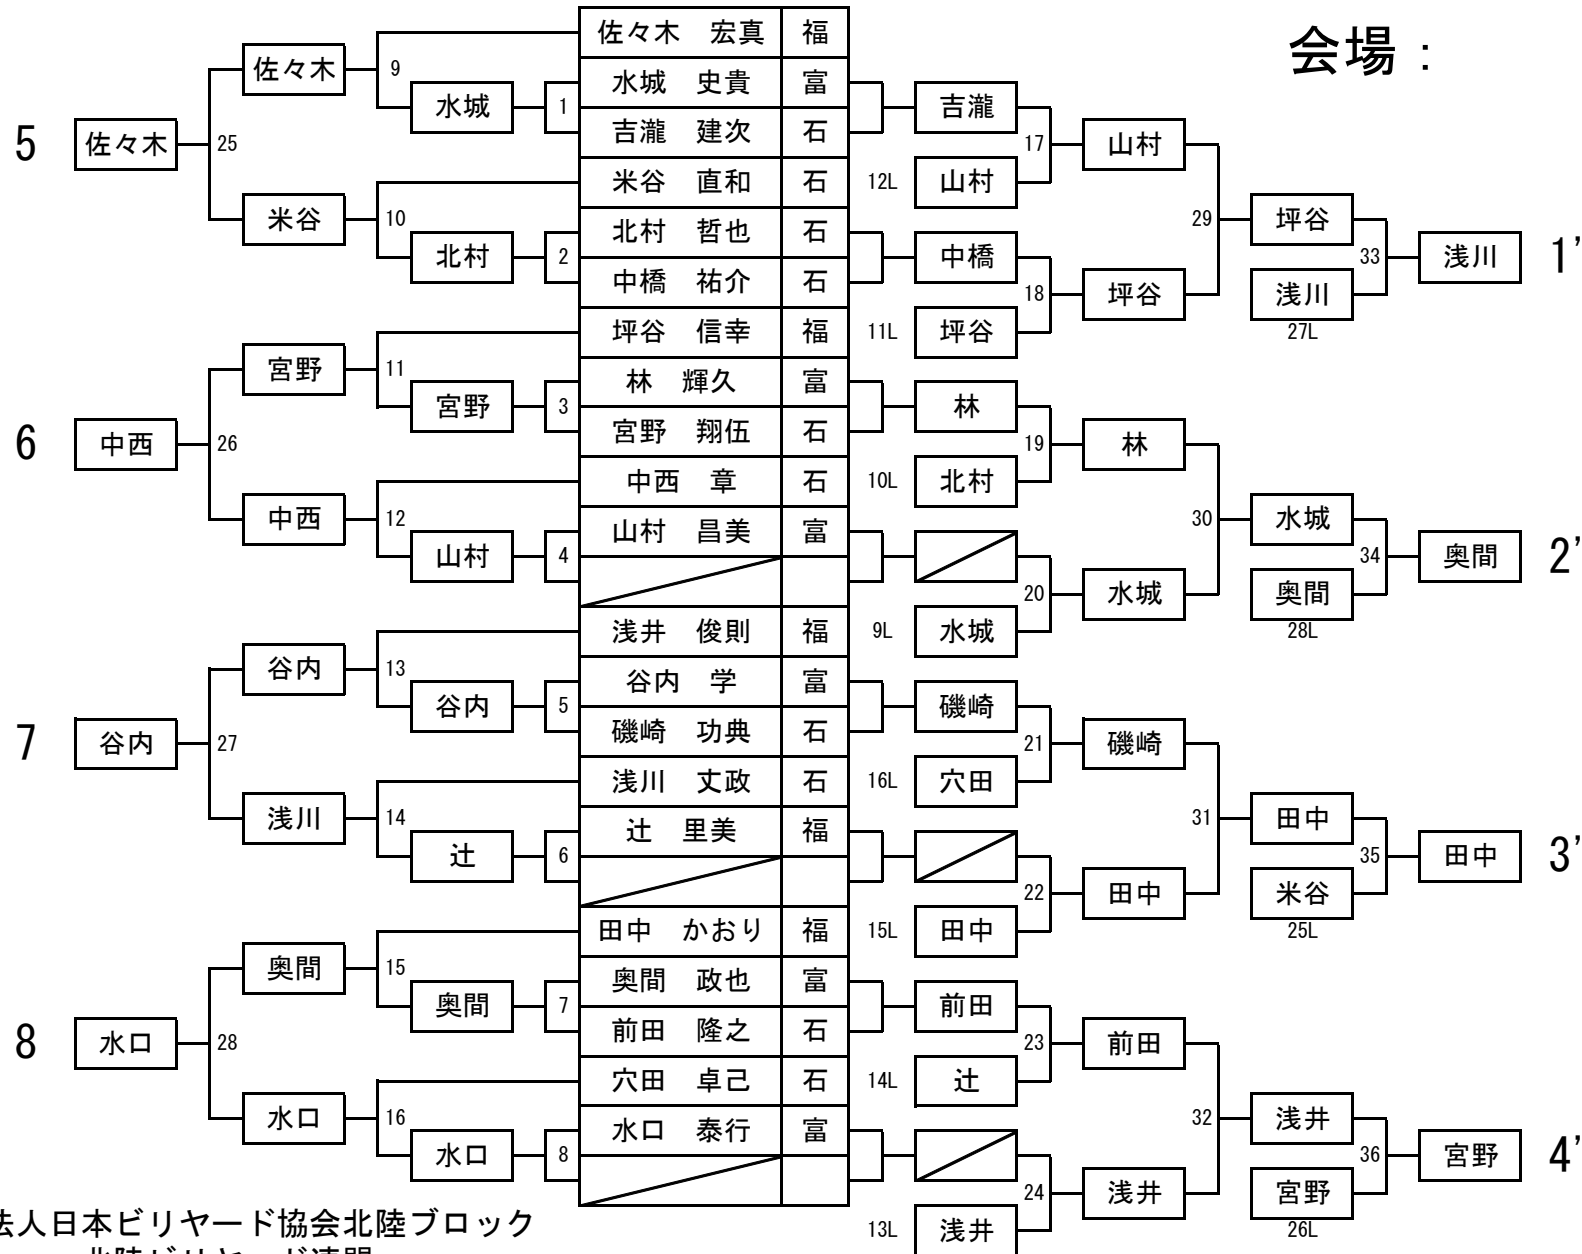 会場：
佐々木　宏真 福
水城　史貴 富
吉瀧　建次 石
米谷　直和 石
北村　哲也 石
中橋　祐介 石
坪谷　信幸 福
林　輝久 富
宮野　翔伍 石
中西　章 石
山村　昌美 富
浅井　俊則 福
谷内　学 富
磯崎　功典 石
浅川　丈政 石
辻　里美 福
田中　かおり 福
奥間　政也 富
前田　隆之 石
穴田　卓己 石
水口　泰行 富
5 佐々木 25
佐々木 9
水城 1
米谷 10
北村 2
6 中西 26
宮野 11
宮野 3
中西 12
山村 4
7 谷内 27
谷内 13
谷内 5
浅川 14
辻 6
8 水口 28
奥間 15
奥間 7
水口 16
水口 8
吉瀧 17 山村
12L 山村
中橋 18 坪谷
11L 坪谷
29 坪谷 33 浅川 1’
浅川
27L
林 19 林
10L 北村
20 水城
9L 水城
30 水城 34 奥間 2’
奥間
28L
磯崎 21 磯崎
16L 穴田
22 田中
15L 田中
31 田中 35 田中 3’
米谷
25L
前田 23 前田
14L 辻
24 浅井
13L 浅井
32 浅井 36 宮野 4’
宮野
26L
法人日本ビリヤード協会北陸ブロック
北陸ビリヤード連盟